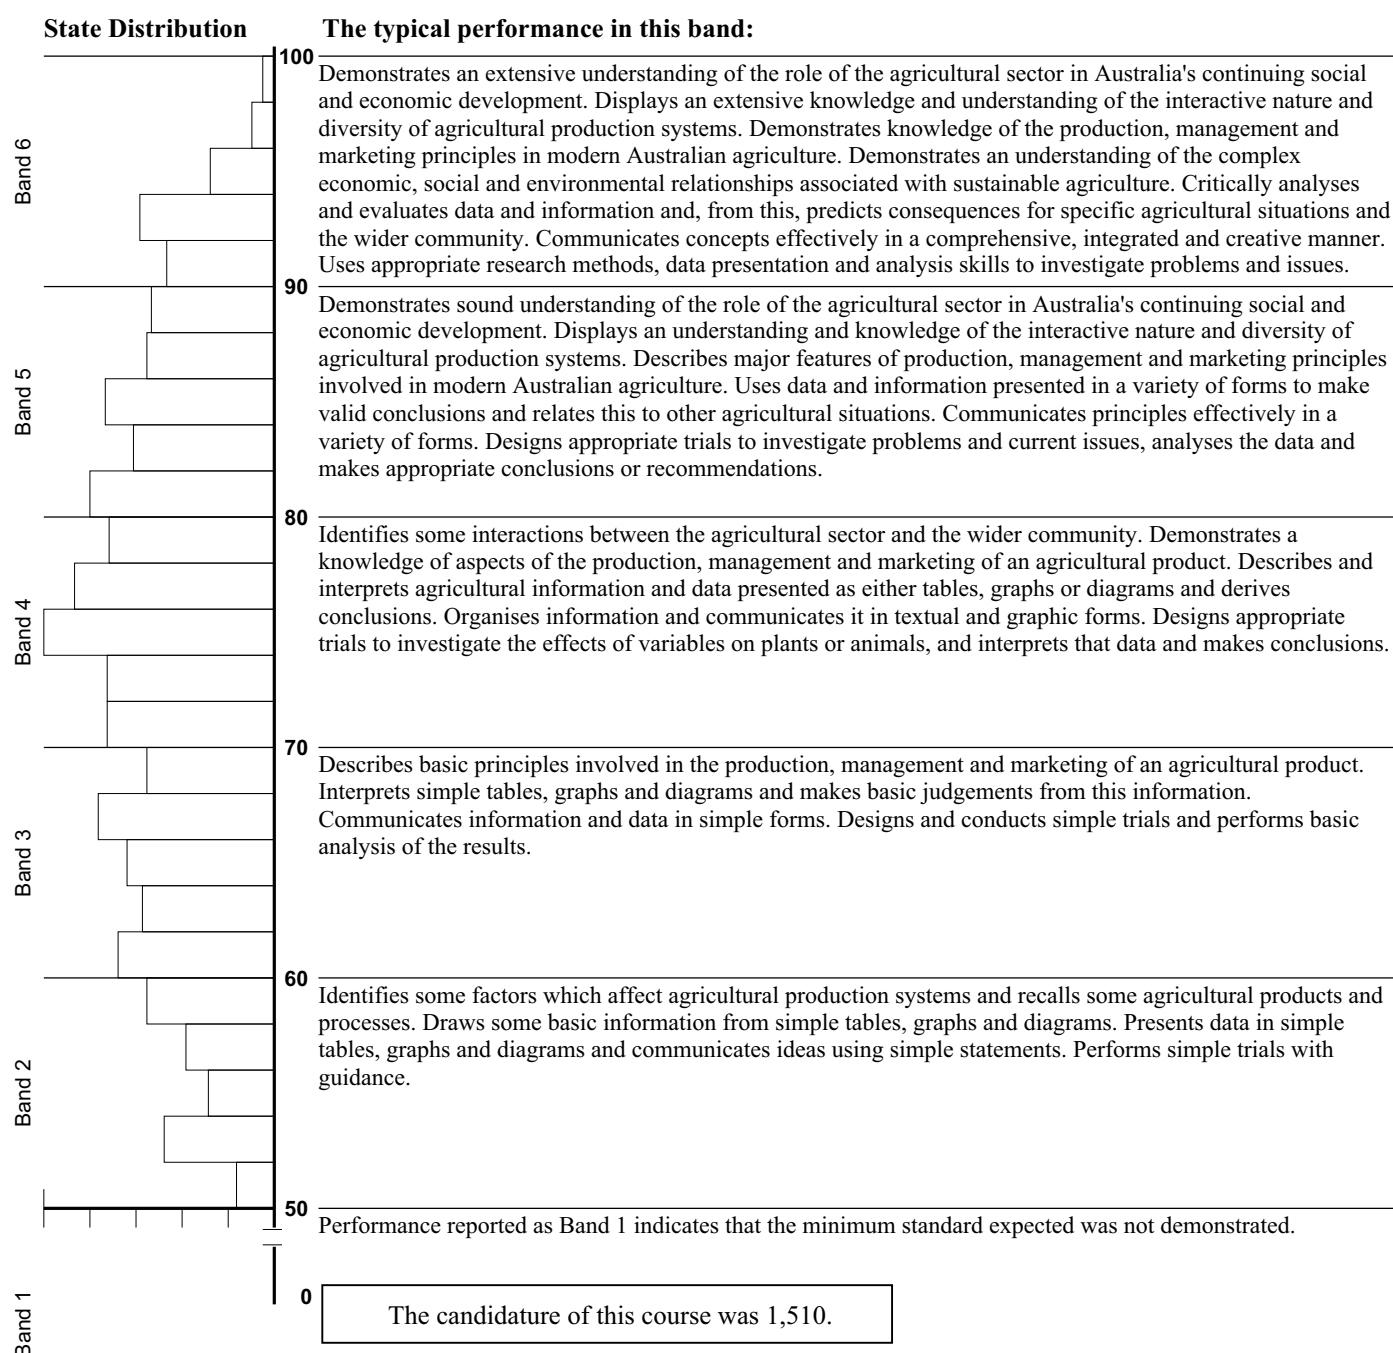 State Distribution
The typical performance in this band:
100
Band 6
Demonstrates an extensive understanding of the role of the agricultural sector in Australia's continuing social
and economic development. Displays an extensive knowledge and understanding of the interactive nature and
diversity of agricultural production systems. Demonstrates knowledge of the production, management and
marketing principles in modern Australian agriculture. Demonstrates an understanding of the complex
economic, social and environmental relationships associated with sustainable agriculture. Critically analyses
and evaluates data and information and, from this, predicts consequences for specific agricultural situations and
the wider community. Communicates concepts effectively in a comprehensive, integrated and creative manner.
Uses appropriate research methods, data presentation and analysis skills to investigate problems and issues.
90
Band 5
Demonstrates sound understanding of the role of the agricultural sector in Australia's continuing social and
economic development. Displays an understanding and knowledge of the interactive nature and diversity of
agricultural production systems. Describes major features of production, management and marketing principles
involved in modern Australian agriculture. Uses data and information presented in a variety of forms to make
valid conclusions and relates this to other agricultural situations. Communicates principles effectively in a
variety of forms. Designs appropriate trials to investigate problems and current issues, analyses the data and
makes appropriate conclusions or recommendations.
80
Band 4
Identifies some interactions between the agricultural sector and the wider community. Demonstrates a
knowledge of aspects of the production, management and marketing of an agricultural product. Describes and
interprets agricultural information and data presented as either tables, graphs or diagrams and derives
conclusions. Organises information and communicates it in textual and graphic forms. Designs appropriate
trials to investigate the effects of variables on plants or animals, and interprets that data and makes conclusions.
70
Band 3
Describes basic principles involved in the production, management and marketing of an agricultural product.
Interprets simple tables, graphs and diagrams and makes basic judgements from this information.
Communicates information and data in simple forms. Designs and conducts simple trials and performs basic
analysis of the results.
60
Band 2
Identifies some factors which affect agricultural production systems and recalls some agricultural products and
processes. Draws some basic information from simple tables, graphs and diagrams. Presents data in simple
tables, graphs and diagrams and communicates ideas using simple statements. Performs simple trials with
guidance.
50
Performance reported as Band 1 indicates that the minimum standard expected was not demonstrated.
Band 1
0
The candidature of this course was 1,510.